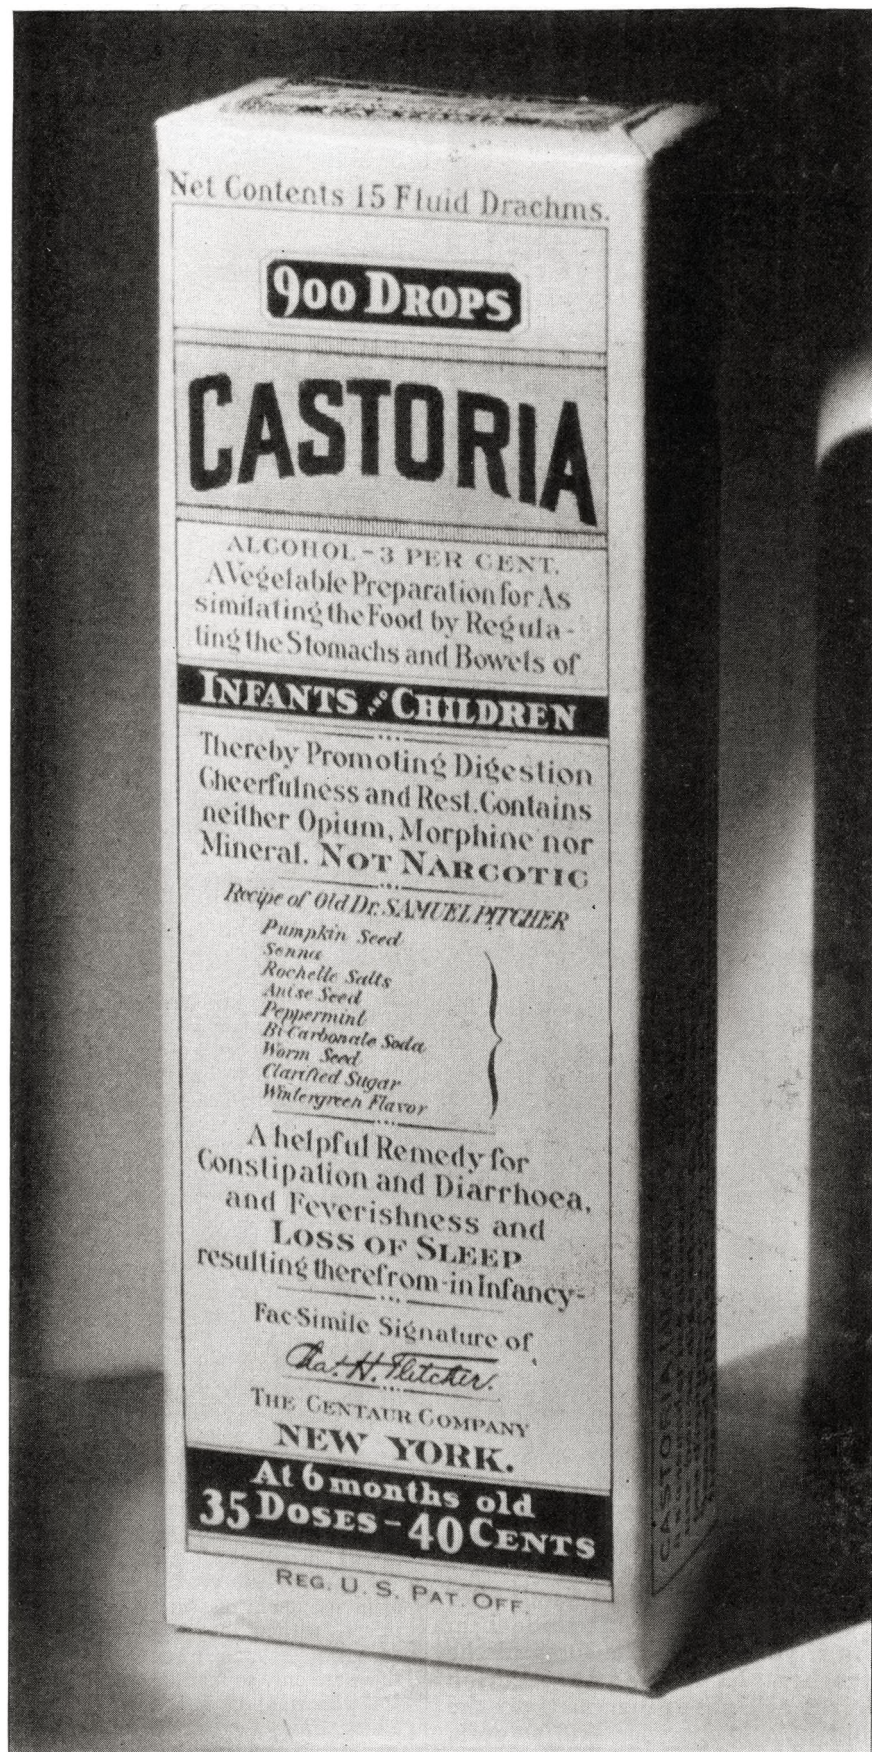 Net Contents 15 Fluid Drachms.
900 DROPS
CASTORIA
ALCOHOL - 3 PER CENT.
A Vegetable Preparation for As
similating the Food by Regula-
ting the Stomachs and Bowels of
INFANTS AND CHILDREN
Thereby Promoting Digestion
Cheerfulness and Rest. Contains
neither Opium, Morphine nor
Mineral. NOT NARCOTIC
Recipe of Old Dr. SAMUEL PITCHER
Pumpkin Seed
Senna
Rochelle Salts
Anise Seed
Peppermint
Bi Carbonate Soda
Worm Seed
Clarified Sugar
Wintergreen Flavor
A helpful Remedy for
Constipation and Diarrhoea,
and Feverishness and
LOSS OF SLEEP
resulting therefrom-in Infancy-
Fac-Simile Signature of
Chas. H. Fletcher.
THE CENTAUR COMPANY
NEW YORK.
At 6 months old
35 DOSES - 40 CENTS
REG. U. S. PAT. OFF.
CASTORIA